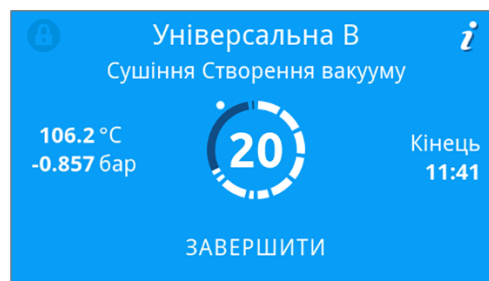 Універсальна B
i
Сушіння Створення вакууму
106.2 °C
-0.857 бар
20
Кінець
11:41
ЗАВЕРШИТИ